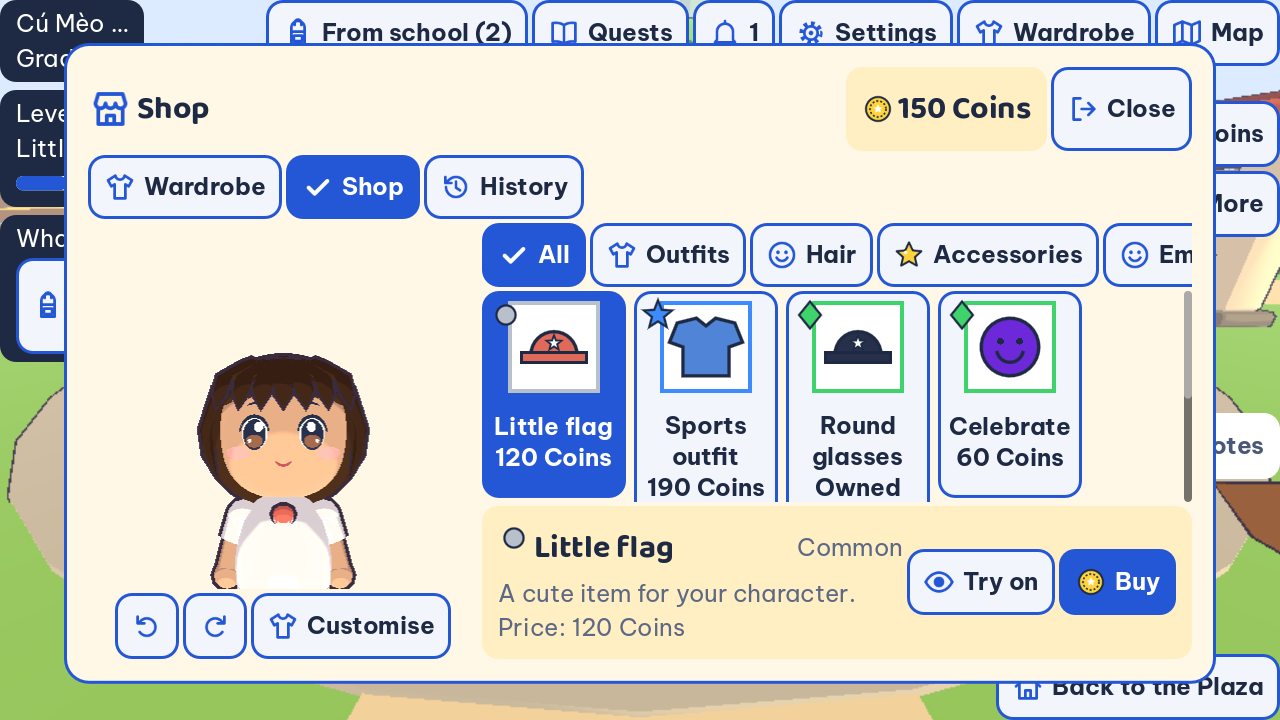 Cú Mèo ...
From school (2)
Quests
1
Settings
Wardrobe
Map
Shop
150 Coins
Close
Wardrobe
Shop
History
All
Outfits
Hair
Accessories
Little flag
120 Coins
Sports
outfit
190 Coins
Round
glasses
Owned
Celebrate
60 Coins
Little flag
Common
A cute item for your character.
Price: 120 Coins
Try on
Buy
Customise
Back to the Plaza